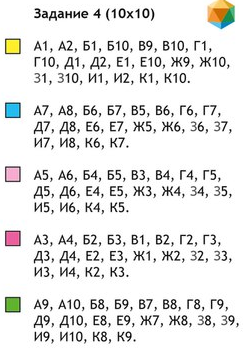 Задание 4 (10x10)
А1, А2, Б1, Б10, В9, В10, Г1,
Г10, Д1, Д2, Е1, Е10, Ж9, Ж10,
З1, З10, И1, И2, К1, К10.
А7, А8, Б6, Б7, В5, В6, Г6, Г7,
Д7, Д8, Е6, Е7, Ж5, Ж6, З6, З7,
И7, И8, К6, К7.
А5, А6, Б4, Б5, В3, В4, Г4, Г5,
Д5, Д6, Е4, Е5, Ж3, Ж4, З4, З5,
И5, И6, К4, К5.
А3, А4, Б2, Б3, В1, В2, Г2, Г3,
Д3, Д4, Е2, Е3, Ж1, Ж2, З2, З3,
И3, И4, К2, К3.
А9, А10, Б8, Б9, В7, В8, Г8, Г9,
Д9, Д10, Е8, Е9, Ж7, Ж8, З8, З9,
И9, И10, К8, К9.